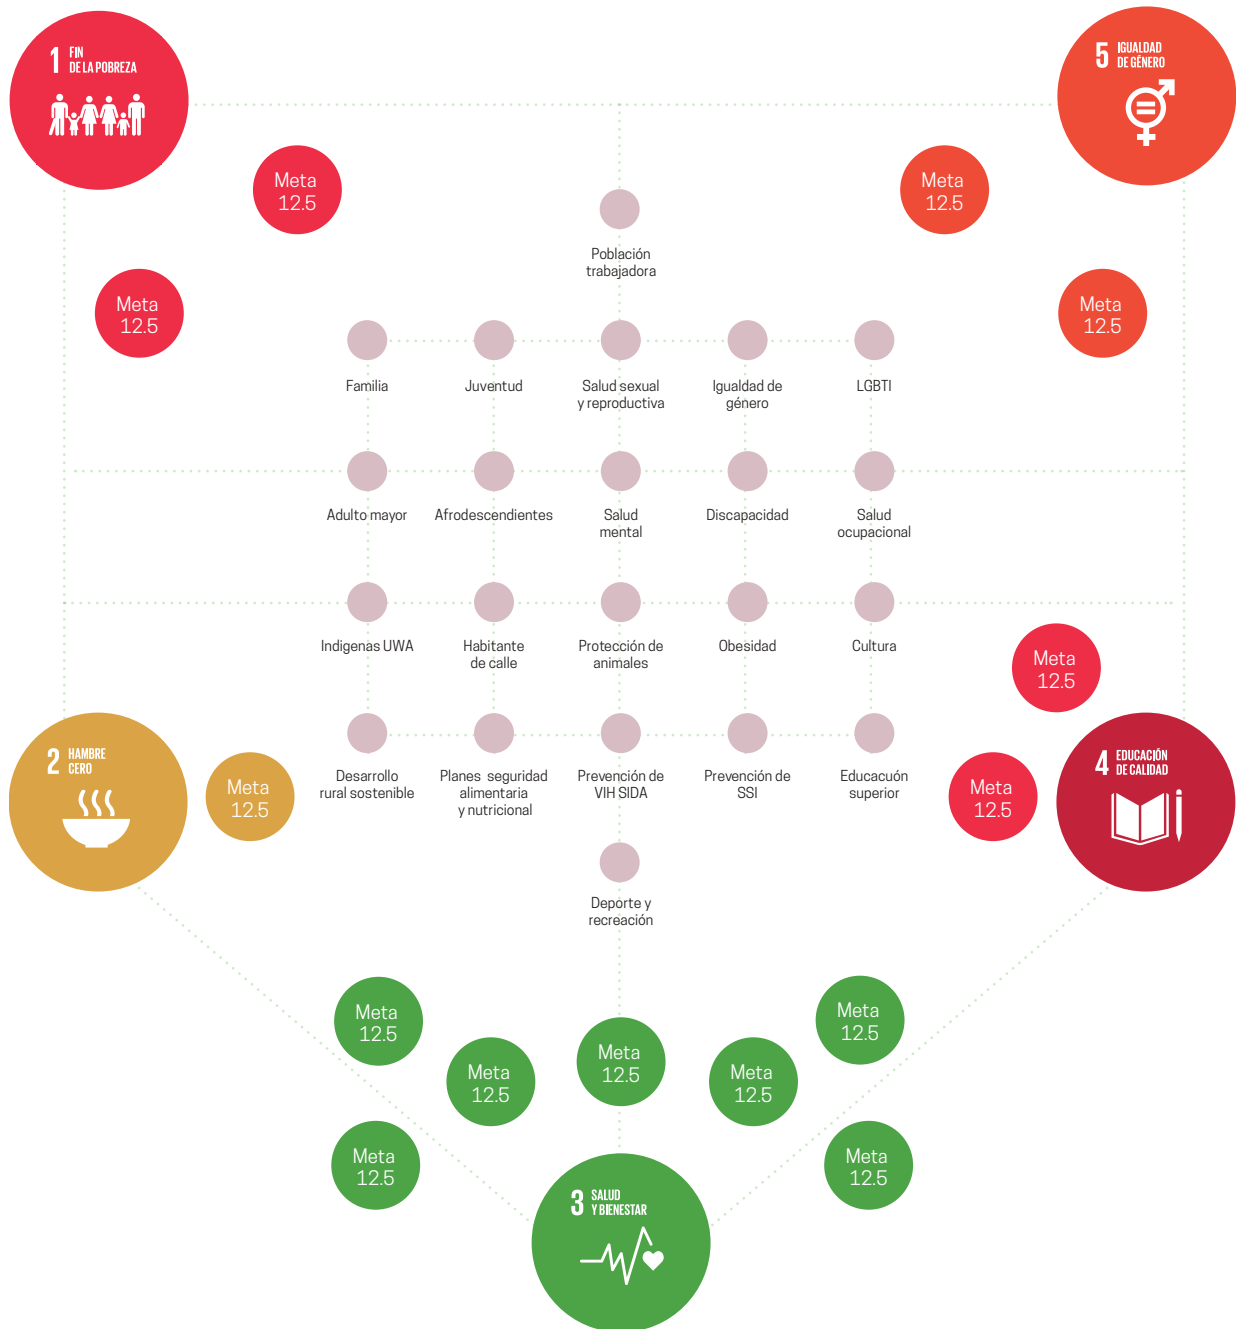 1 FIN
DE LA POBREZA
5 IGUALDAD
DE GÉNERO
Meta
12.5
Meta
12.5
Meta
12.5
Meta
12.5
Población
trabajadora
Familia
Juventud
Salud sexual
y reproductiva
Igualdad de
género
LGBTI
Adulto mayor
Afrodescendientes
Salud
mental
Discapacidad
Salud
ocupacional
Indigenas UWA
Habitante
de calle
Protección de
animales
Obesidad
Cultura
Meta
12.5
2 HAMBRE
CERO
Meta
12.5
Desarrollo
rural sostenible
Planes seguridad
alimentaria
y nutricional
Prevención de
VIH SIDA
Prevención de
SSI
Educacuón
superior
Meta
12.5
4 EDUCACIÓN
DE CALIDAD
Deporte y
recreación
Meta
12.5
Meta
12.5
Meta
12.5
Meta
12.5
Meta
12.5
Meta
12.5
Meta
12.5
3 SALUD
Y BIENESTAR